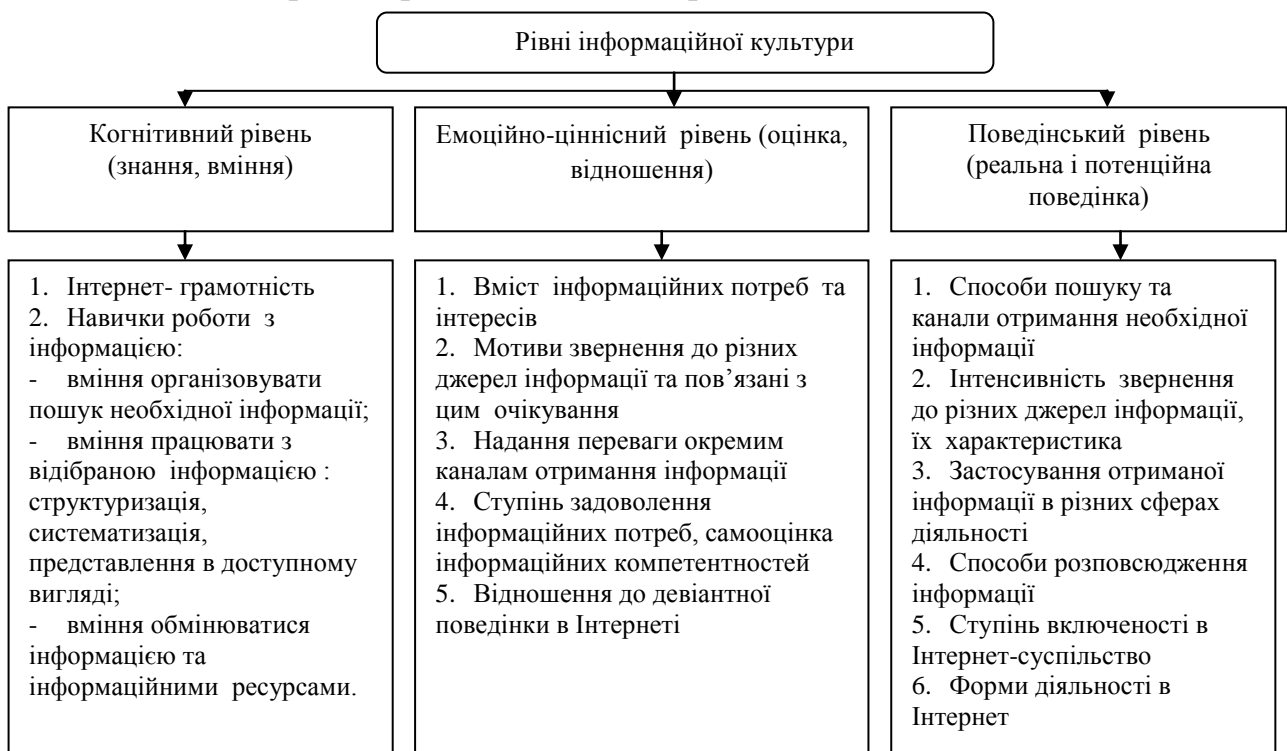 Рівні інформаційної культури
Когнитивний рівень
(знання, вміння)
Емоційно-ціннісний рівень (оцінка,
відношення)
Поведінський рівень
(реальна і потенційна
поведінка)
1. Інтернет- грамотність
2. Навички роботи з
інформацією:
- вміння організовувати
пошук необхідної інформації;
- вміння працювати з
відібраною інформацією :
структуризація,
систематизація,
представлення в доступному
вигляді;
- вміння обмінюватися
інформацією та
інформаційними ресурсами.
1. Вміст інформаційних потреб та
інтересів
2. Мотиви звернення до різних
джерел інформації та пов’язані з
цим очікування
3. Надання переваги окремим
каналам отримання інформації
4. Ступінь задоволення
інформаційних потреб, самооцінка
інформаційних компетентностей
5. Відношення до девіантної
поведінки в Інтернеті
1. Способи пошуку та
канали отримання необхідної
інформації
2. Інтенсивність звернення
до різних джерел інформації,
їх характеристика
3. Застосування отриманої
інформації в різних сферах
діяльності
4. Способи розповсюдження
інформації
5. Ступінь включеності в
Інтернет-суспільство
6. Форми діяльності в
Інтернет